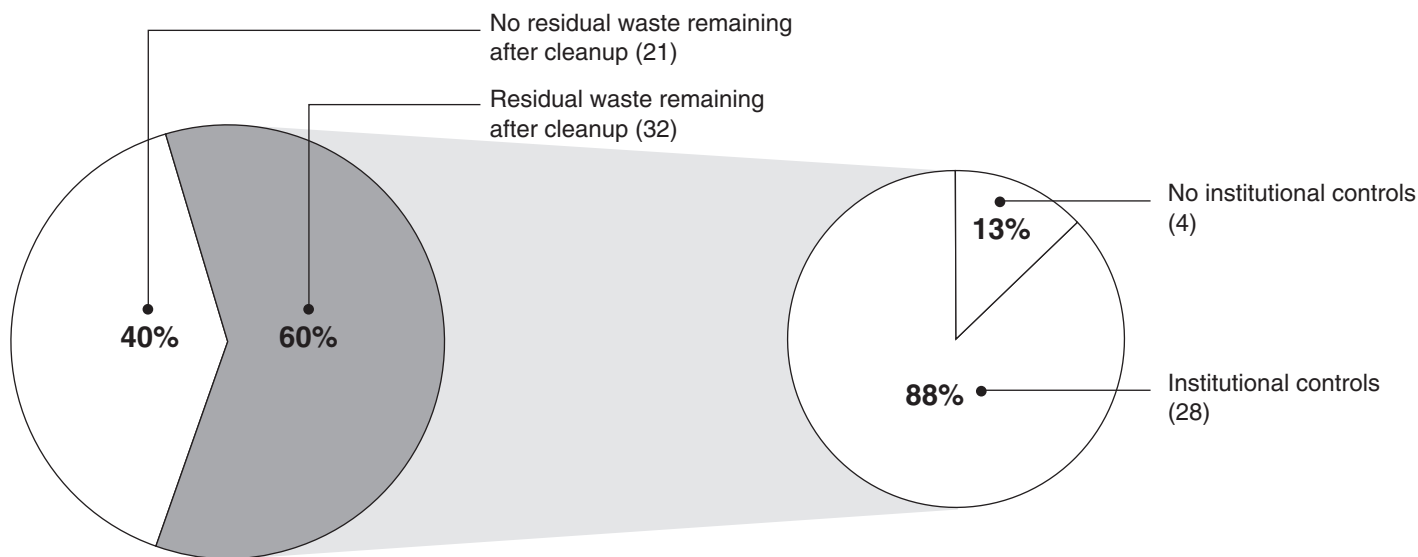 No residual waste remaining
after cleanup (21)
Residual waste remaining
after cleanup (32)
No institutional controls
(4)
13%
40%
60%
88%
Institutional controls
(28)